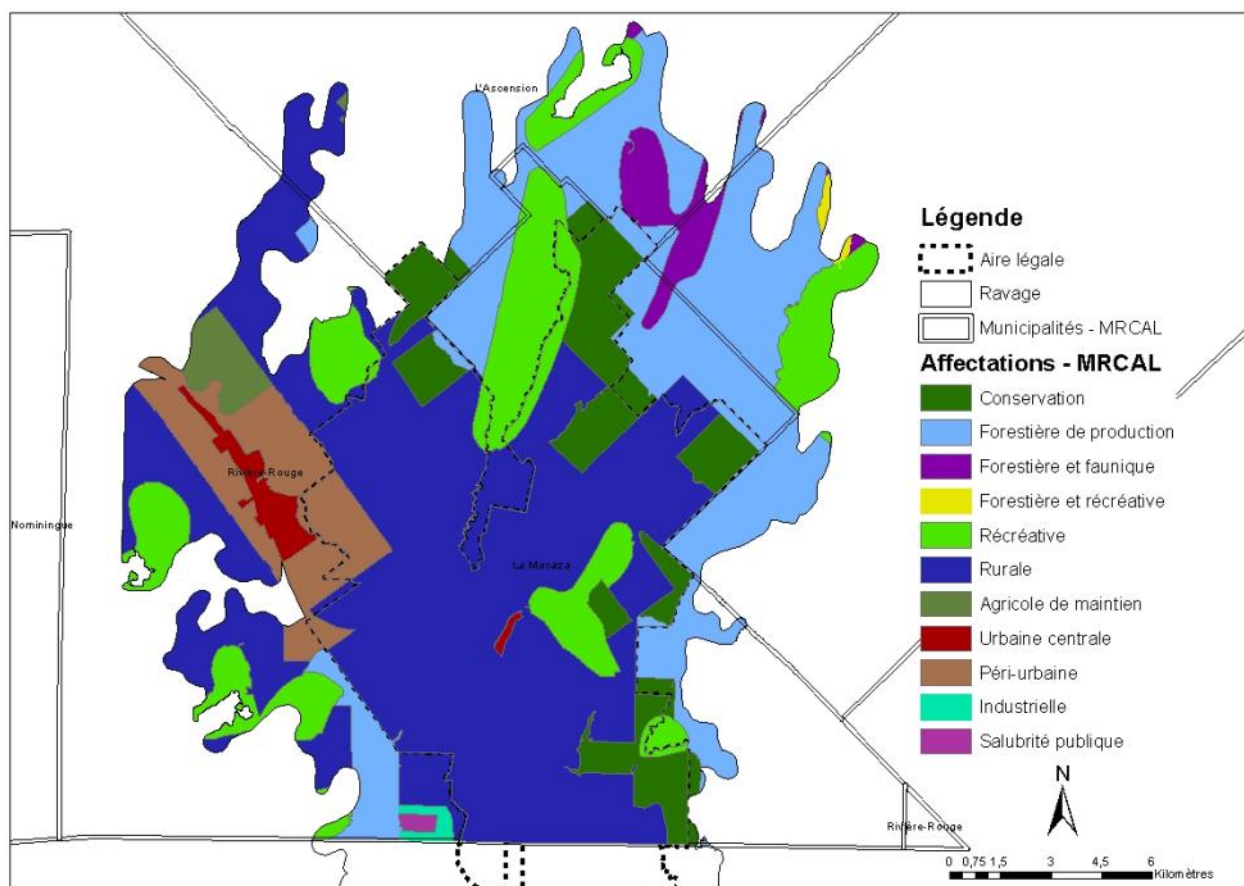 L'Ascension
Rivière-Rouge
Nominingue
La Macaza
Rivière-Rouge
Légende
Aire légale
Ravage
Municipalités - MRCAL
Affectations - MRCAL
Conservation
Forestière de production
Forestière et faunique
Forestière et récréative
Récréative
Rurale
Agricole de maintien
Urbaine centrale
Péri-urbaine
Industrielle
Salubrité publique
N
0 0,75 1,5 3 4,5 6
Kilomètres